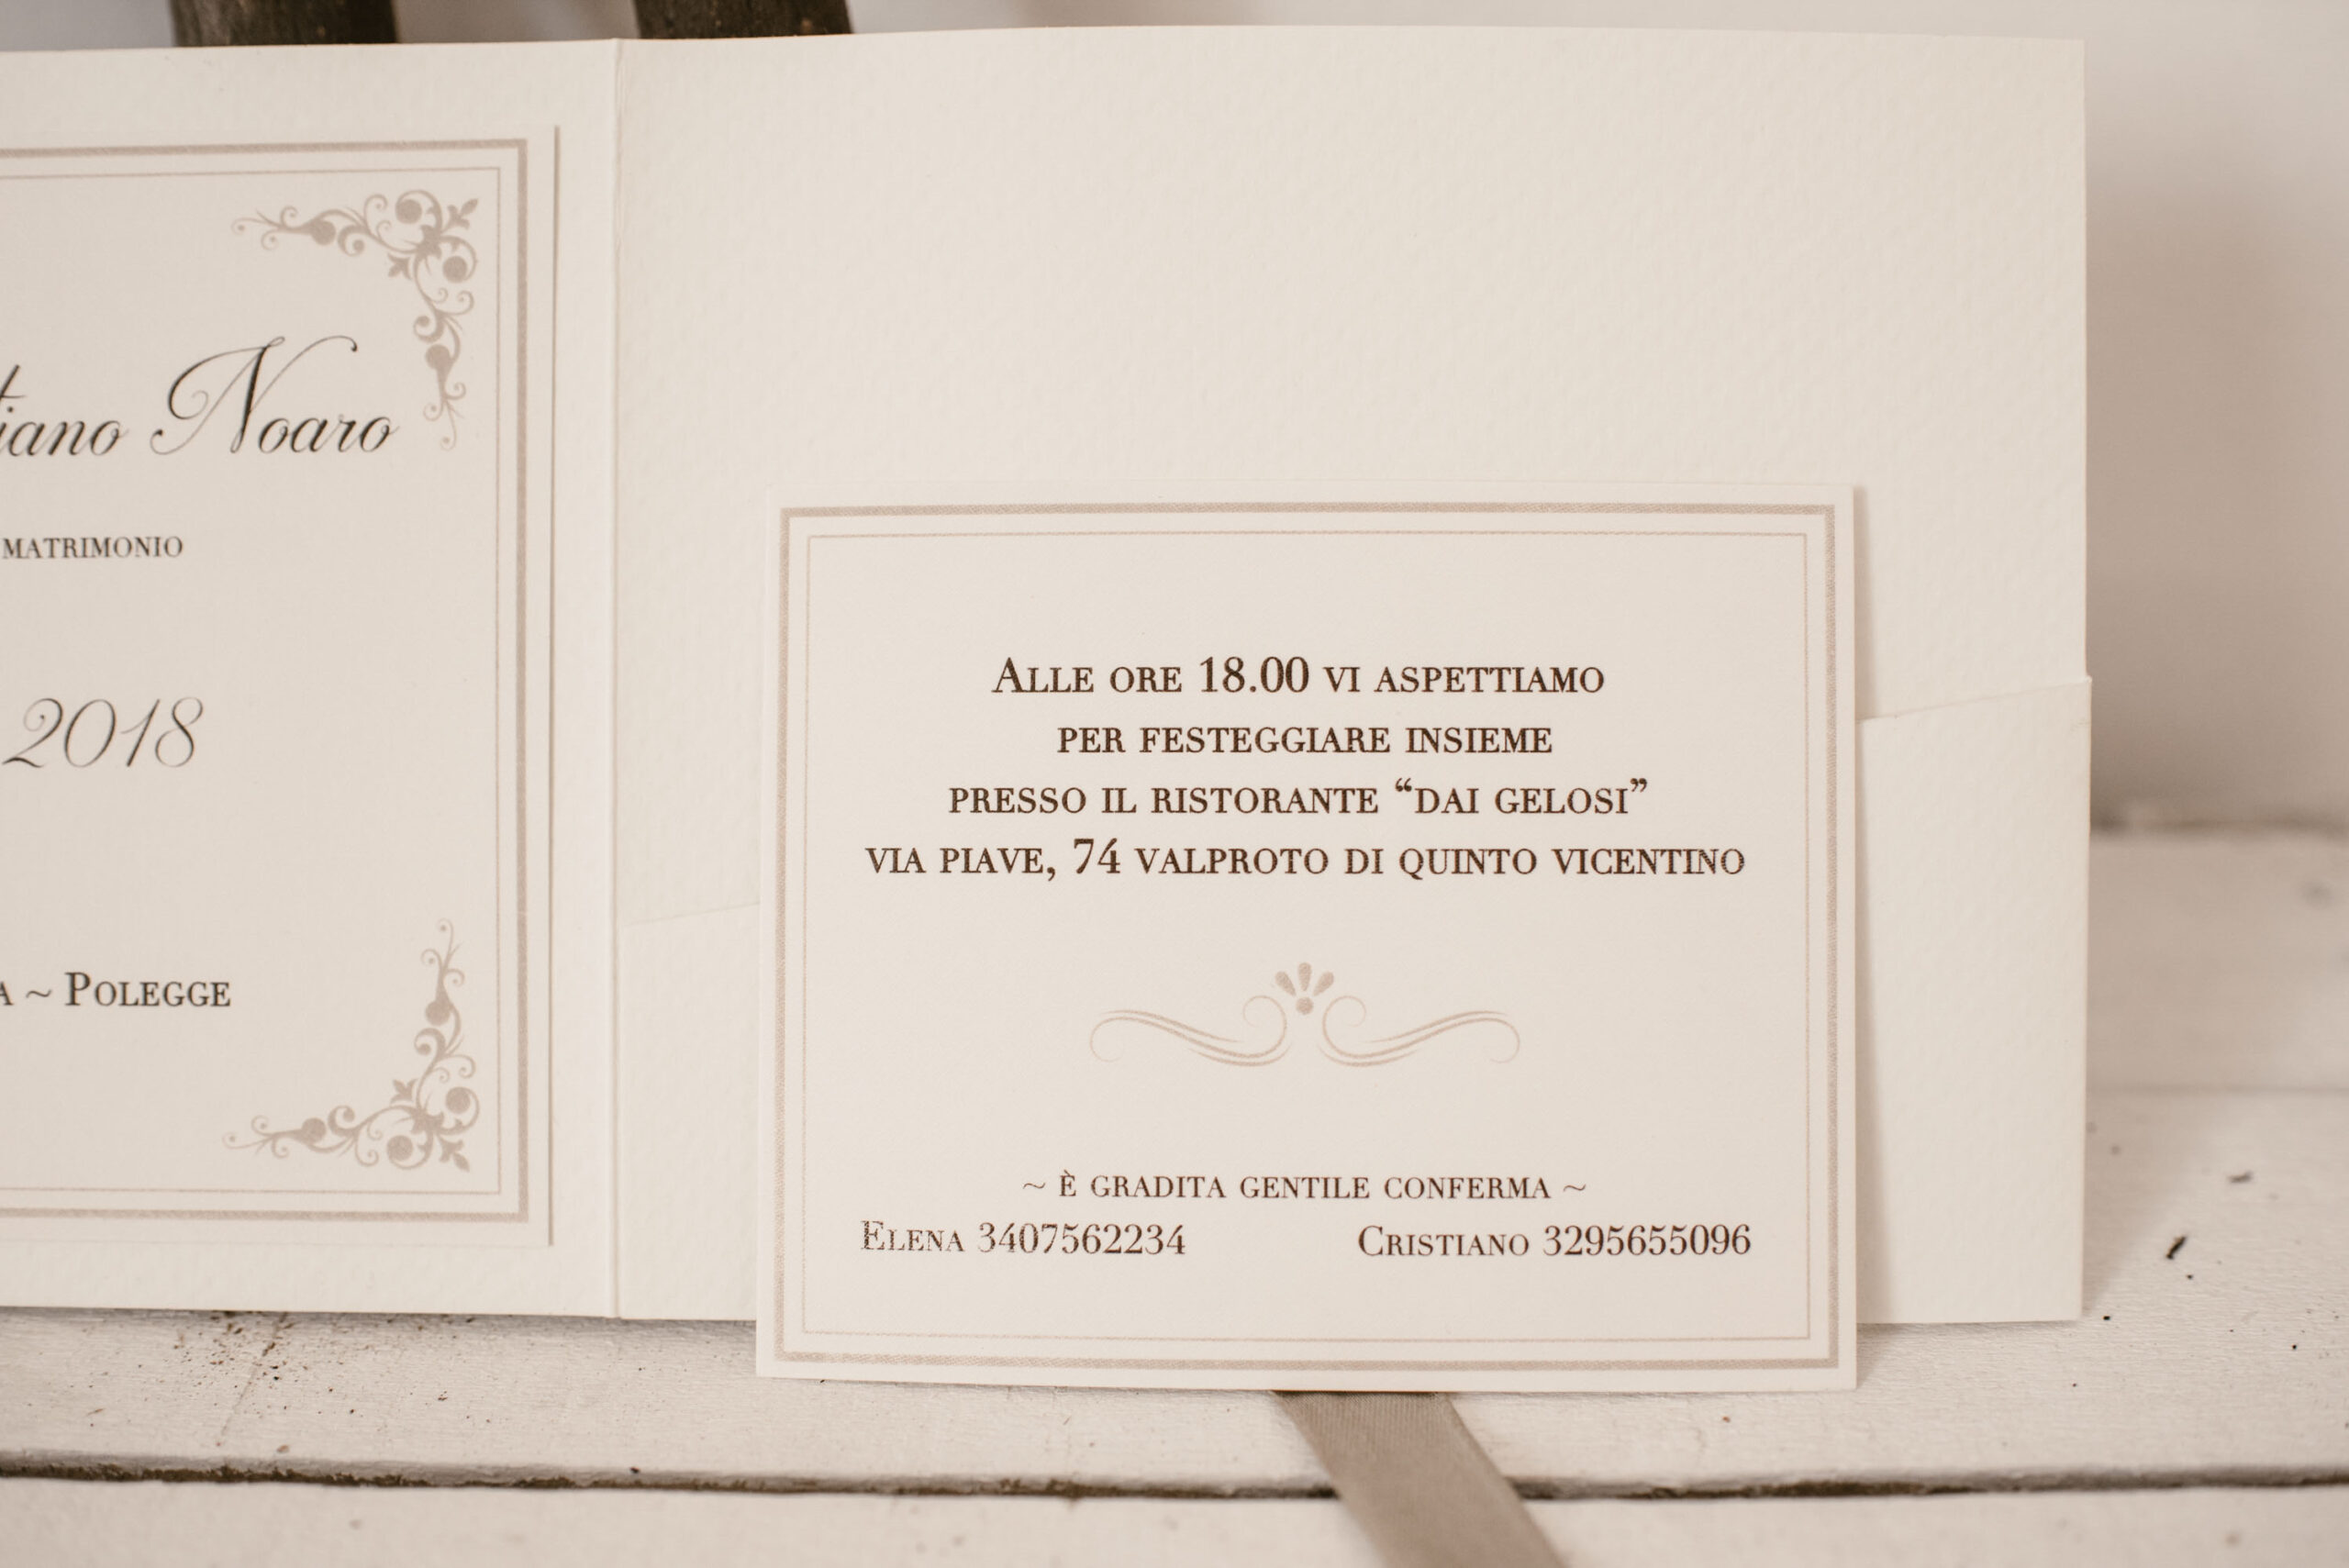 iano Noaro
MATRIMONIO
2018
A ~ POLEGGE
ALLE ORE 18.00 VI ASPETTIAMO
PER FESTEGGIARE INSIEME
PRESSO IL RISTORANTE “DAI GELOSI”
VIA PIAVE, 74 VALPROTO DI QUINTO VICENTINO
~ È GRADITA GENTILE CONFERMA ~
ELENA 3407562234 CRISTIANO 3295655096